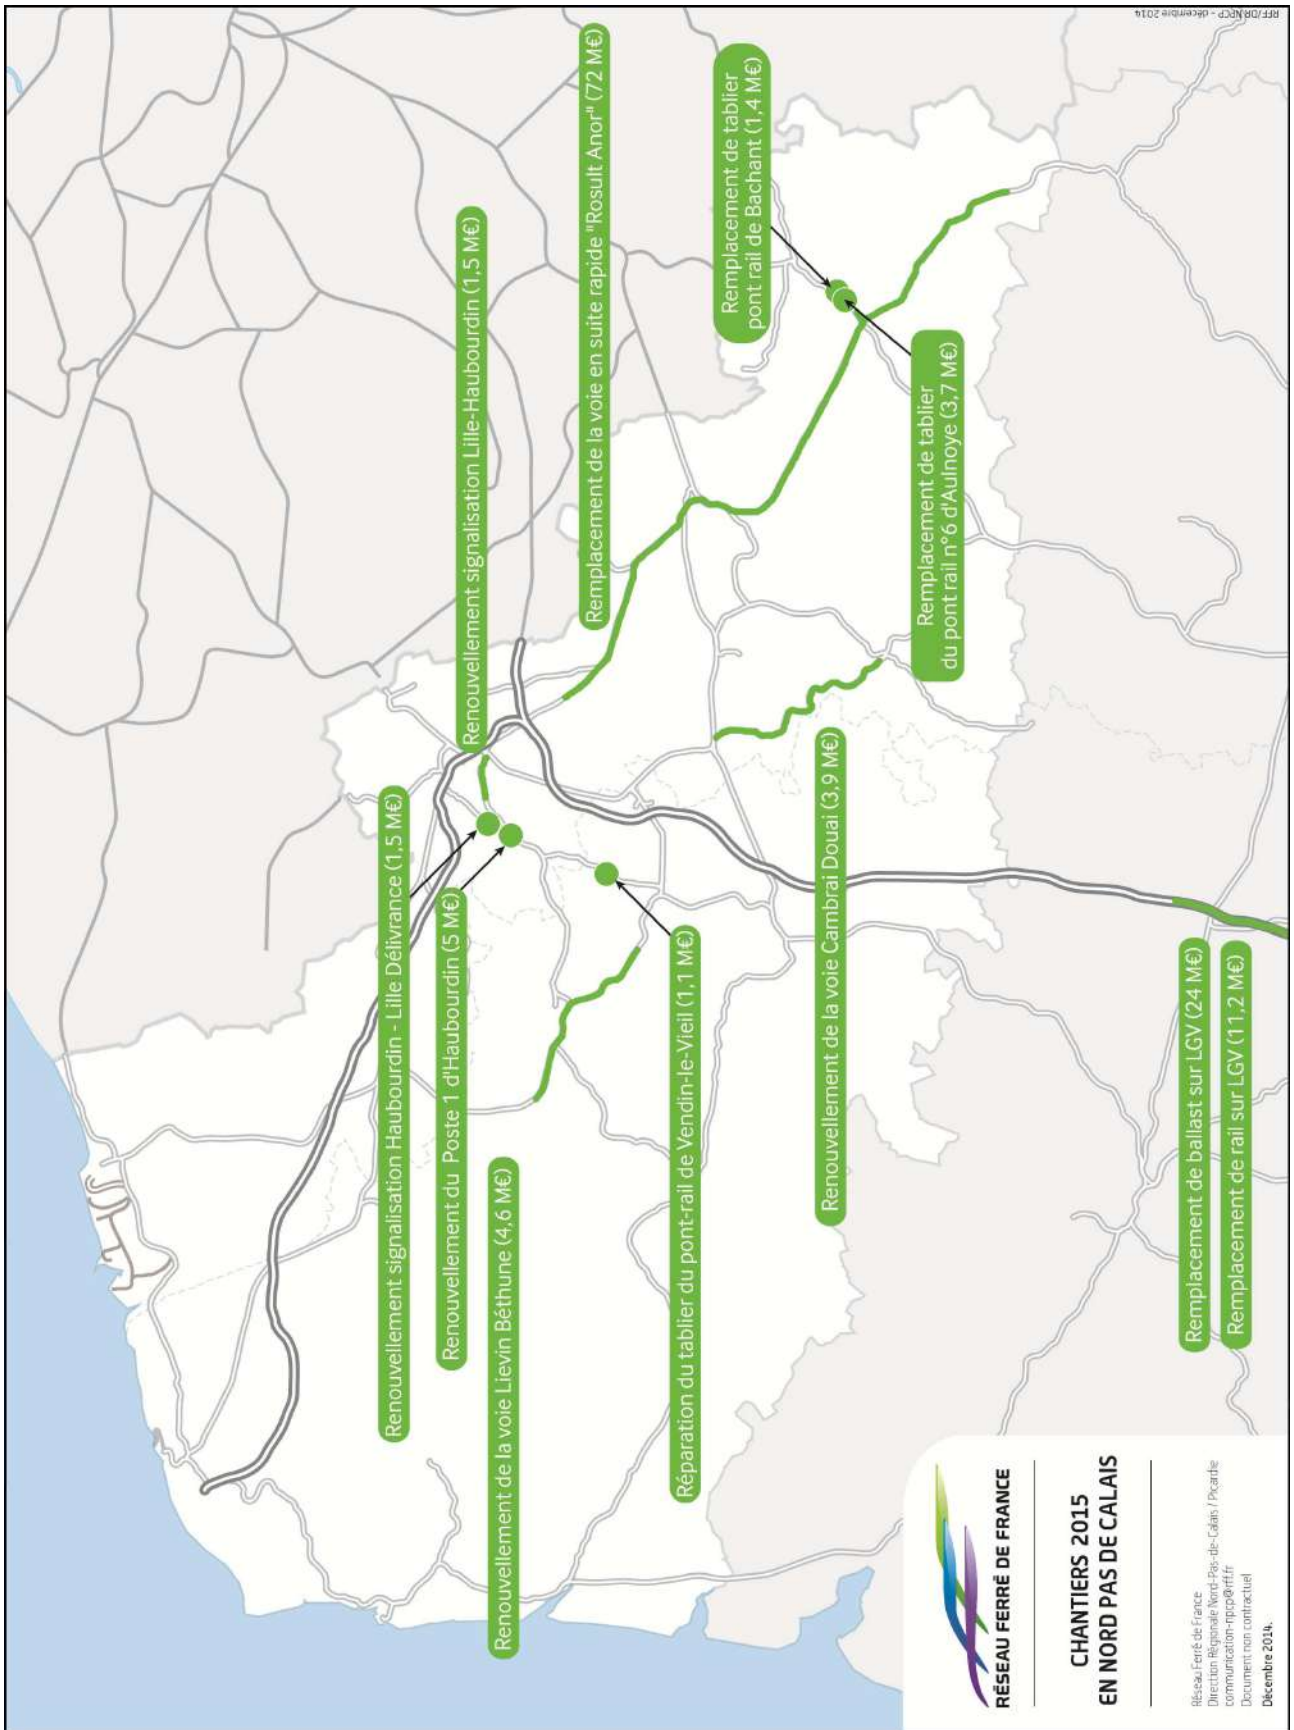 RFF/DR NPCP - décembre 2014
Renouvellement signalisation Haubourdin - Lille Délivrance (1,5 M€)
Renouvellement signalisation Lille-Haubourdin (1,5 M€)
Renouvellement du Poste 1 d'Haubourdin (5 M€)
Renouvellement de la voie Lievin Béthune (4,6 M€)
Remplacement de la voie en suite rapide "Rosult Anor" (72 M€)
Réparation du tablier du pont-rail de Vendin-le-Vieil (1,1 M€)
Remplacement de tablier
pont rail de Bachant (1,4 M€)
Renouvellement de la voie Cambrai Douai (3,9 M€)
Remplacement de tablier
du pont rail n°6 d'Aulnoye (3,7 M€)
Remplacement de ballast sur LGV (24 M€)
Remplacement de rail sur LGV (11,2 M€)
RÉSEAU FERRÉ DE FRANCE
CHANTIERS 2015
EN NORD PAS DE CALAIS
Réseau Ferré de France
Direction Régionale Nord-Pas-de-Calais / Picardie
communication-npcp@rff.fr
Document non contractuel
Décembre 2014.